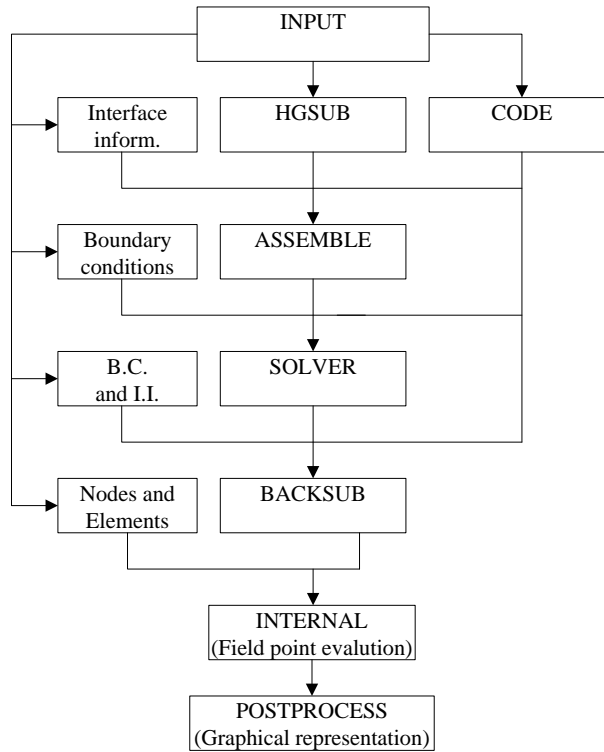 INPUT
Interface
inform.
HGSUB
CODE
Boundary
conditions
ASSEMBLE
B.C.
and I.I.
SOLVER
Nodes and
Elements
BACKSUB
INTERNAL
(Field point evalution)
POSTPROCESS
(Graphical representation)